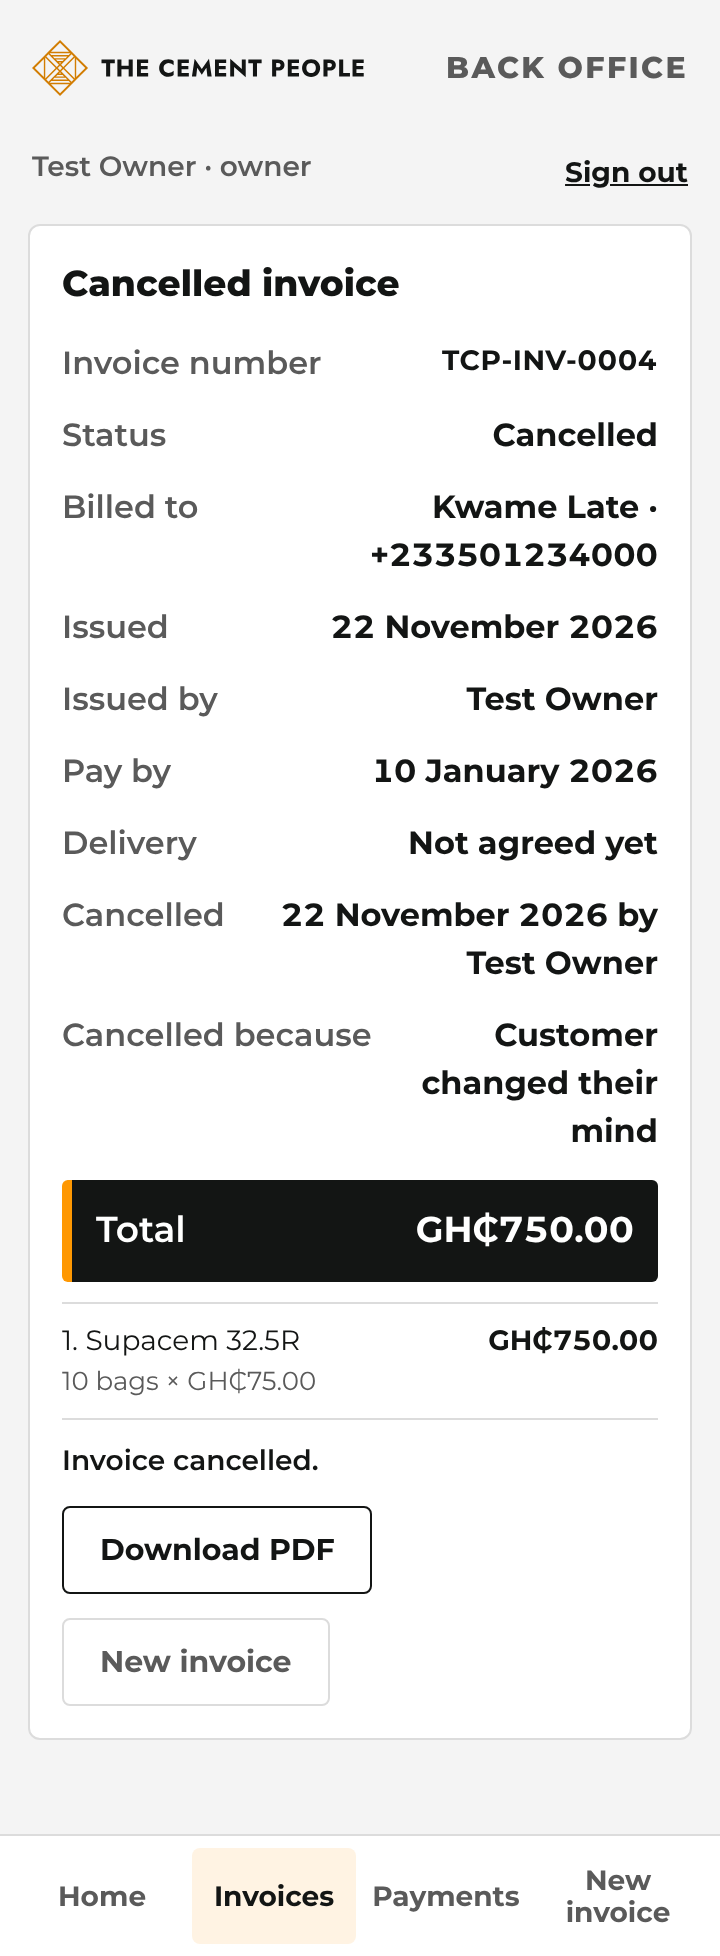 THE CEMENT PEOPLE
BACK OFFICE
Test Owner · owner
Sign out
Cancelled invoice
Invoice number TCP-INV-0004
Status Cancelled
Billed to Kwame Late ·
+233501234000
Issued 22 November 2026
Issued by Test Owner
Pay by 10 January 2026
Delivery Not agreed yet
Cancelled 22 November 2026 by
Test Owner
Cancelled because Customer
changed their
mind
Total GH₵750.00
1. Supacem 32.5R GH₵750.00
10 bags × GH₵75.00
Invoice cancelled.
Download PDF
New invoice
Home
Invoices
Payments
New
invoice